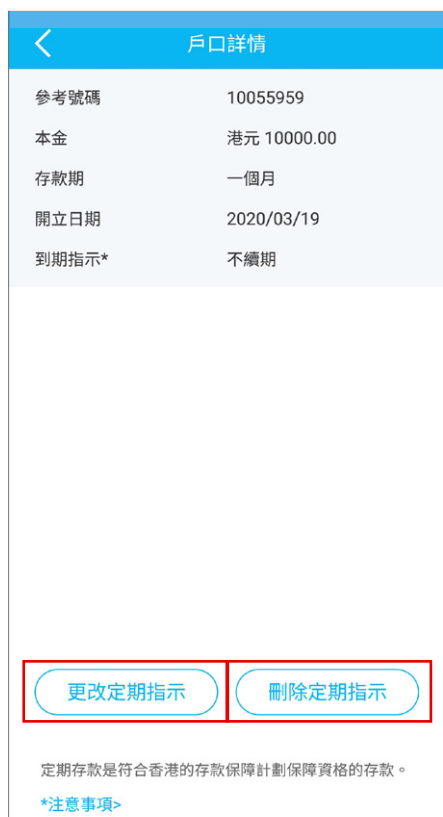 戶口詳情
參考號碼 10055959
本金 港元 10000.00
存款期 一個月
開立日期 2020/03/19
到期指示* 不續期
更改定期指示 刪除定期指示
定期存款是符合香港的存款保障計劃保障資格的存款。
*注意事項>